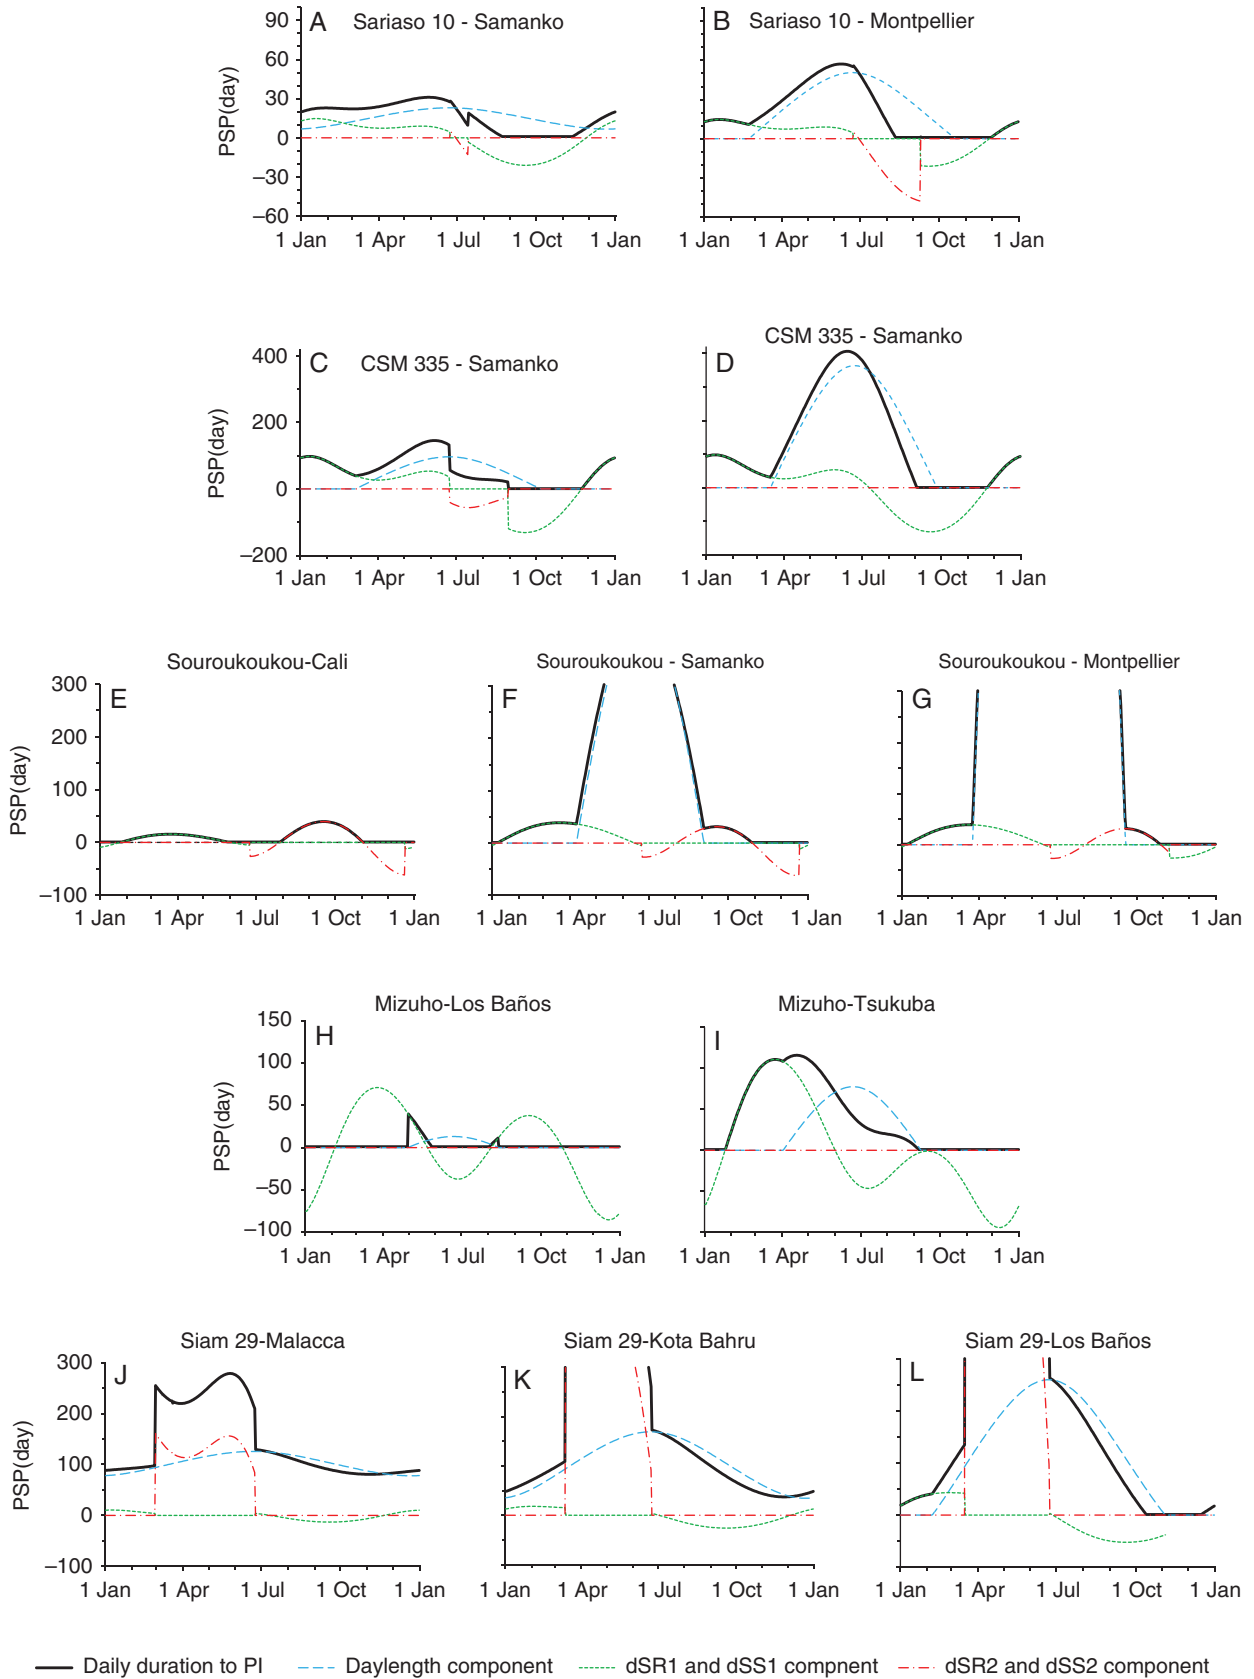 A Sariaso 10 - Samanko
B Sariaso 10 - Montpellier
PSP(day)
90
60
30
0
−30
−60
1 Jan 1 Apr 1 Jul 1 Oct 1 Jan
1 Jan 1 Apr 1 Jul 1 Oct 1 Jan
C CSM 335 - Samanko
D CSM 335 - Samanko
PSP(day)
400
200
0
−200
1 Jan 1 Apr 1 Jul 1 Oct 1 Jan
1 Jan 1 Apr 1 Jul 1 Oct 1 Jan
Souroukoukou-Cali
Souroukoukou - Samanko
Souroukoukou - Montpellier
E
F
G
PSP(day)
300
200
100
0
−100
1 Jan 1 Apr 1 Jul 1 Oct 1 Jan
1 Jan 1 Apr 1 Jul 1 Oct 1 Jan
1 Jan 1 Apr 1 Jul 1 Oct 1 Jan
Mizuho-Los Baños
Mizuho-Tsukuba
H
I
PSP(day)
150
100
50
0
−50
−100
1 Jan 1 Apr 1 Jul 1 Oct 1 Jan
1 Jan 1 Apr 1 Jul 1 Oct 1 Jan
Siam 29-Malacca
Siam 29-Kota Bahru
Siam 29-Los Baños
J
K
L
PSP(day)
300
200
100
0
−100
1 Jan 1 Apr 1 Jul 1 Oct 1 Jan
1 Jan 1 Apr 1 Jul 1 Oct 1 Jan
1 Jan 1 Apr 1 Jul 1 Oct 1 Jan
Daily duration to PI Daylength component dSR1 and dSS1 compnent dSR2 and dSS2 component